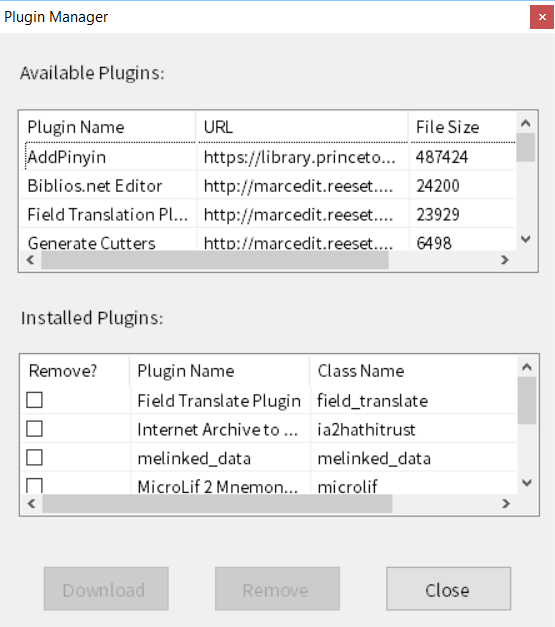 Plugin Manager
Available Plugins:
Plugin Name URL File Size
AddPinyin https://library.princeto... 487424
Biblios.net Editor http://marcedit.reeset.... 24200
Field Translation Pl... http://marcedit.reeset.... 23929
Generate Cutters http://marcedit.reeset.... 6498
Installed Plugins:
Remove? Plugin Name Class Name
Field Translate Plugin field_translate
Internet Archive to ... ia2hathitrust
melinked_data melinked_data
MicroLif 2 Mnemon... microlif
Download Remove Close